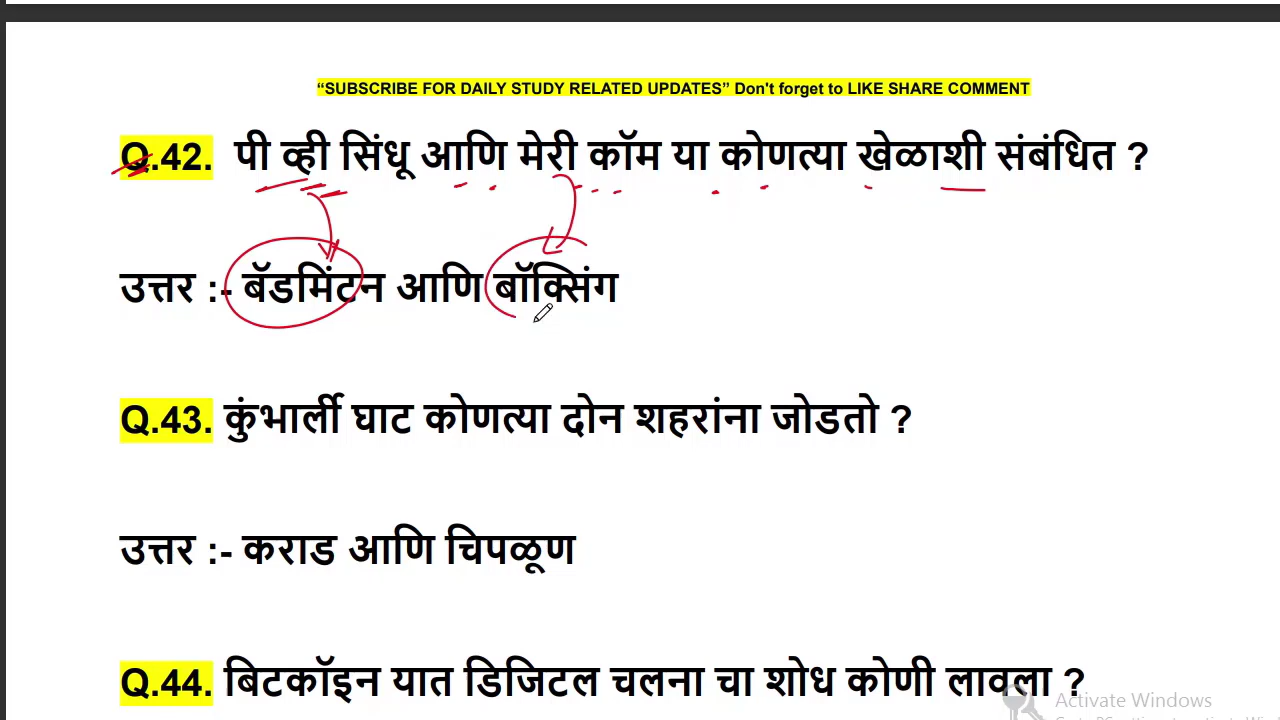 “SUBSCRIBE FOR DAILY STUDY RELATED UPDATES” Don't forget to LIKE SHARE COMMENT
Q.42. पी व्ही सिंधू आणि मेरी कॉम या कोणत्या खेळाशी संबंधित ?
उत्तर :- बॅडमिंटन आणि बॉक्सिंग
Q.43. कुंभार्ली घाट कोणत्या दोन शहरांना जोडतो ?
उत्तर :- कराड आणि चिपळूण
Q.44. बिटकॉइन यात डिजिटल चलना चा शोध कोणी लावला ?
Activate Windows